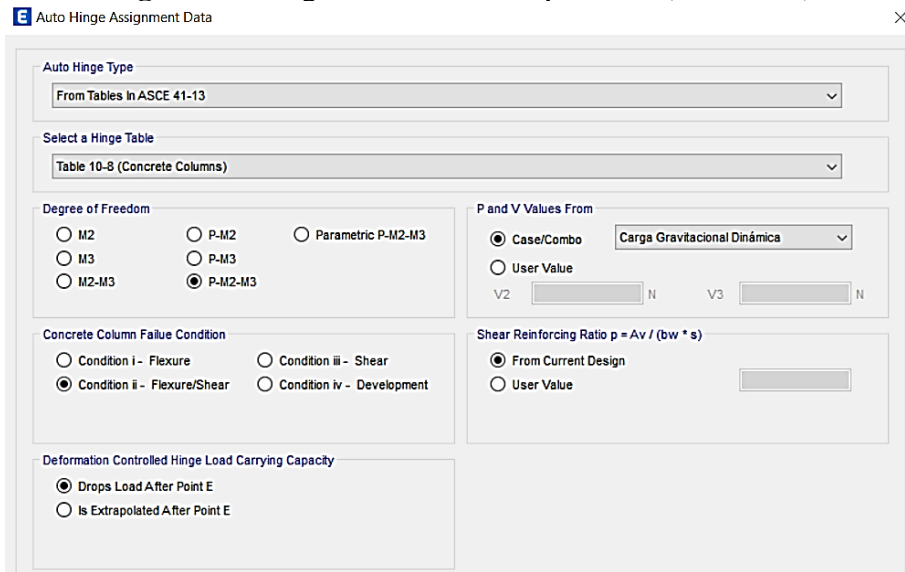 E Auto Hinge Assignment Data
Auto Hinge Type
From Tables In ASCE 41-13
Select a Hinge Table
Table 10-8 (Concrete Columns)
Degree of Freedom
M2 P-M2 Parametric P-M2-M3
M3 P-M3
M2-M3 P-M2-M3
P and V Values From
Case/Combo Carga Gravitacional Dinámica
User Value
V2 N V3 N
Concrete Column Failue Condition
Condition i - Flexure Condition iii - Shear
Condition ii - Flexure/Shear Condition iv - Development
Shear Reinforcing Ratio p = Av / (bw * s)
From Current Design
User Value
Deformation Controlled Hinge Load Carrying Capacity
Drops Load After Point E
Is Extrapolated After Point E